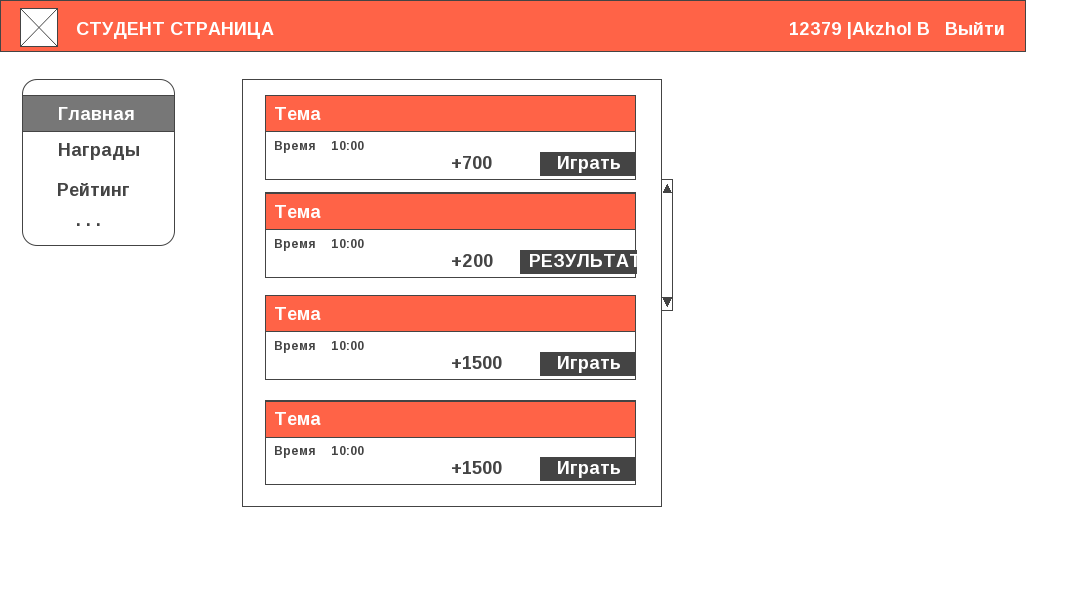 СТУДЕНТ СТРАНИЦА 12379 |Akzhol B Выйти
Главная
Награды
Рейтинг
...
Тема
Время 10:00
+700 Играть
Тема
Время 10:00
+200 РЕЗУЛЬТАТ
Тема
Время 10:00
+1500 Играть
Тема
Время 10:00
+1500 Играть